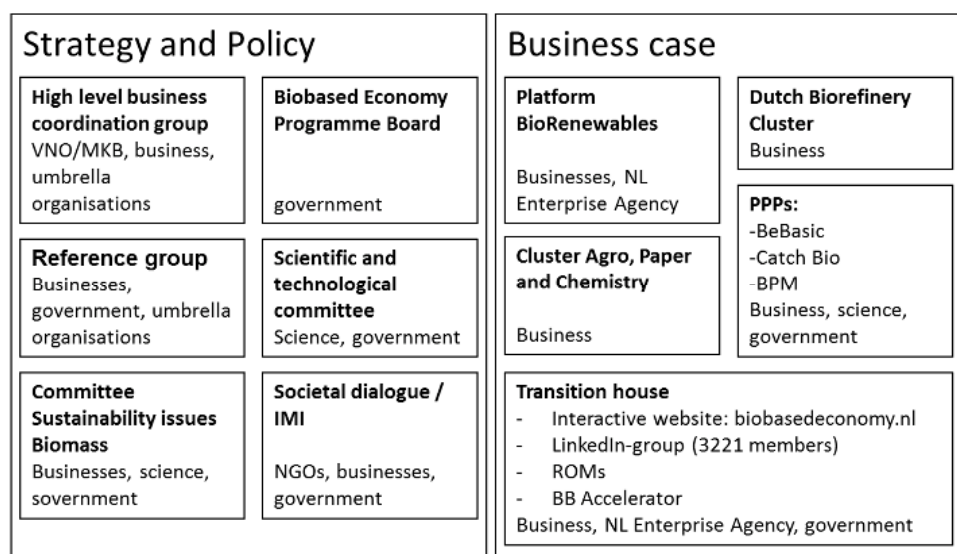 Strategy and Policy
High level business
coordination group
VNO/MKB, business,
umbrella
organisations
Biobased Economy
Programme Board
government
Reference group
Businesses,
government, umbrella
organisations
Scientific and
technological
committee
Science, government
Committee
Sustainability issues
Biomass
Businesses, science,
sovernment
Societal dialogue /
IMI
NGOs, businesses,
government
Business case
Platform
BioRenewables
Businesses, NL
Enterprise Agency
Dutch Biorefinery
Cluster
Business
Cluster Agro, Paper
and Chemistry
Business
PPPs:
-BeBasic
-Catch Bio
-BPM
Business, science,
government
Transition house
- Interactive website: biobasedeconomy.nl
- LinkedIn-group (3221 members)
- ROMs
- BB Accelerator
Business, NL Enterprise Agency, government